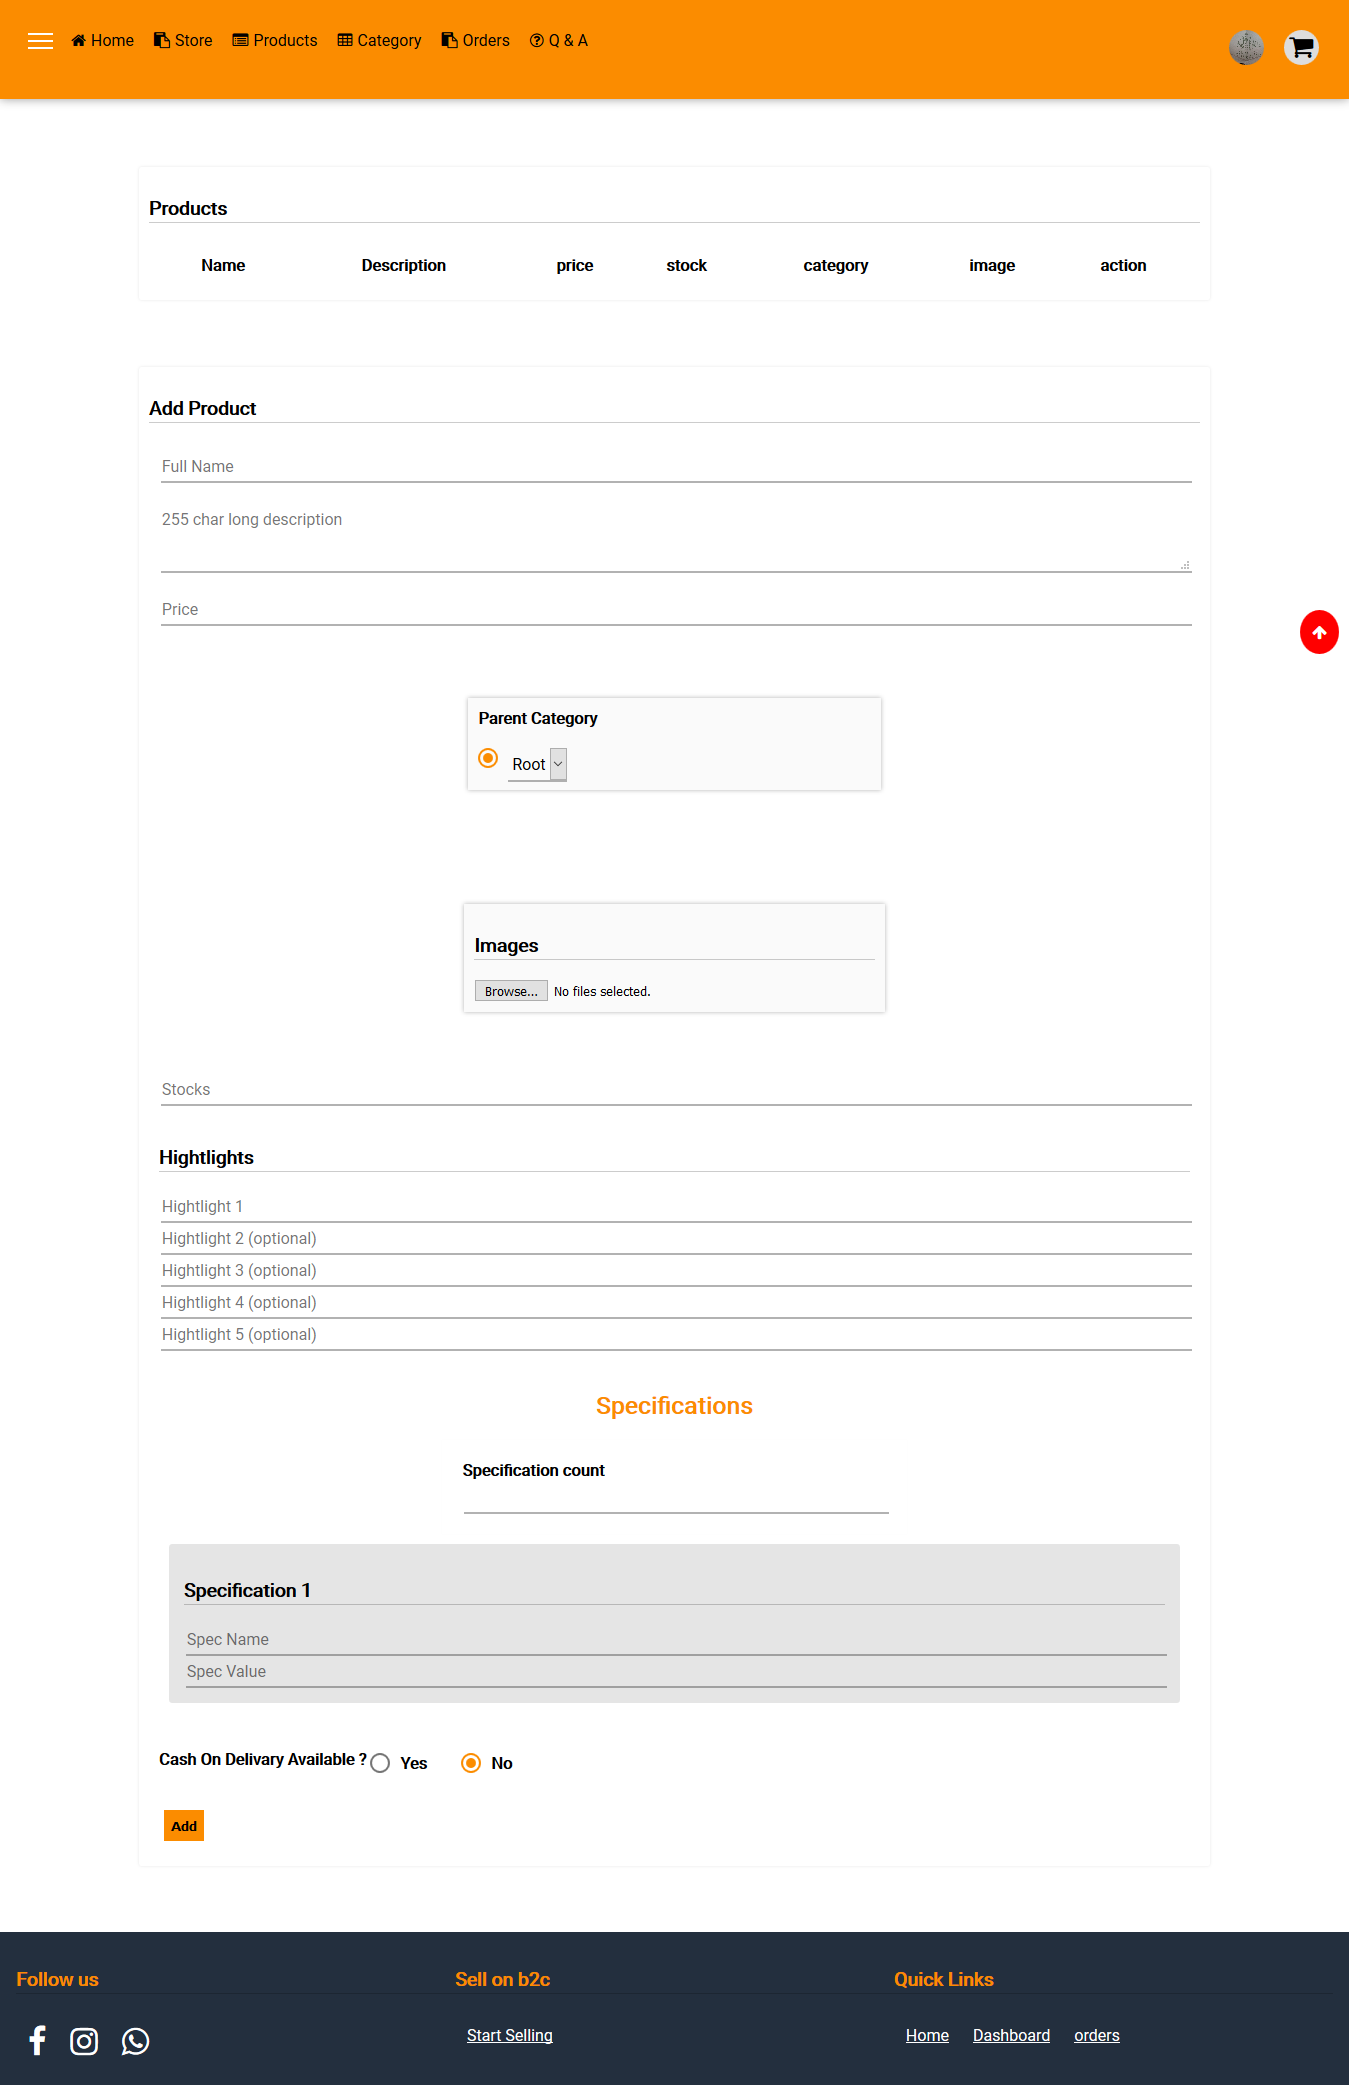 Home Store Products Category Orders Q & A
Products
Name Description price stock category image action
Add Product
Full Name
255 char long description
Price
Parent Category
Root
Images
Browse... No files selected.
Stocks
Hightlights
Hightlight 1
Hightlight 2 (optional)
Hightlight 3 (optional)
Hightlight 4 (optional)
Hightlight 5 (optional)
Specifications
Specification count
Specification 1
Spec Name
Spec Value
Cash On Delivary Available ? Yes No
Add
Follow us Sell on b2c Quick Links
Start Selling Home Dashboard orders